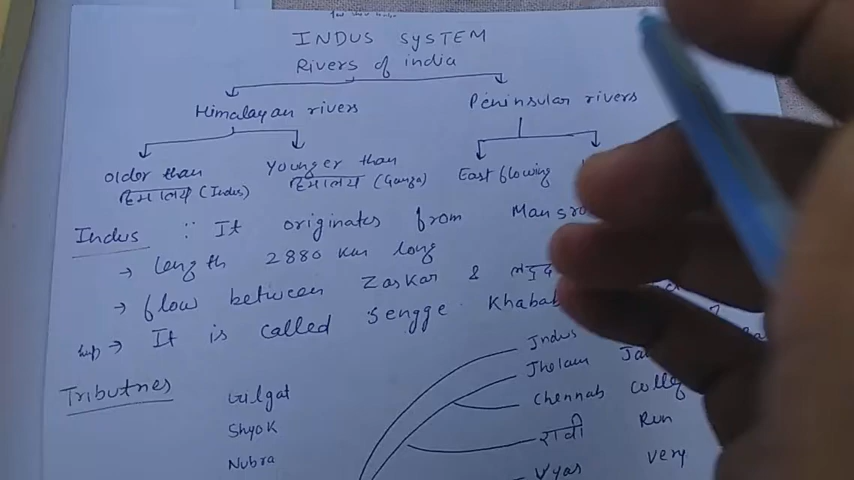 INDUS SYSTEM
Rivers of india
Himalayan rivers
Peninsular rivers
Older than
हिमालय (Indus)
Younger than
हिमालय (Ganga)
East flowing
Indus : It originates from Mansro
→ length 2880 km long
→ flow between Zaskar &
→ It is called Sengge Khabab
Tributries
Gilgat
Shyok
Nubra
Indus
Jhelam
Chennab
रावी
Vyas
Run
very